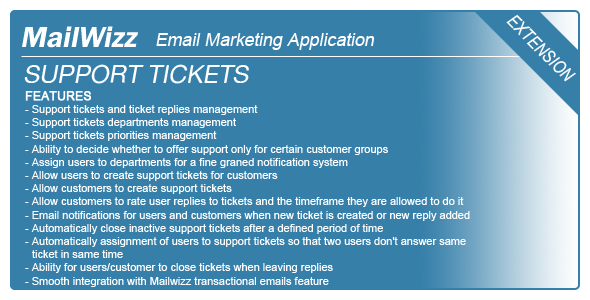 MailWizz Email Marketing Application
EXTENSION
SUPPORT TICKETS
FEATURES
- Support tickets and ticket replies management
- Support tickets departments management
- Support tickets priorities management
- Ability to decide whether to offer support only for certain customer groups
- Assign users to departments for a fine graned notification system
- Allow users to create support tickets for customers
- Allow customers to create support tickets
- Allow customers to rate user replies to tickets and the timeframe they are allowed to do it
- Email notifications for users and customers when new ticket is created or new reply added
- Automatically close inactive support tickets after a defined period of time
- Automatically assignment of users to support tickets so that two users don't answer same
ticket in same time
- Ability for users/customer to close tickets when leaving replies
- Smooth integration with Mailwizz transactional emails feature